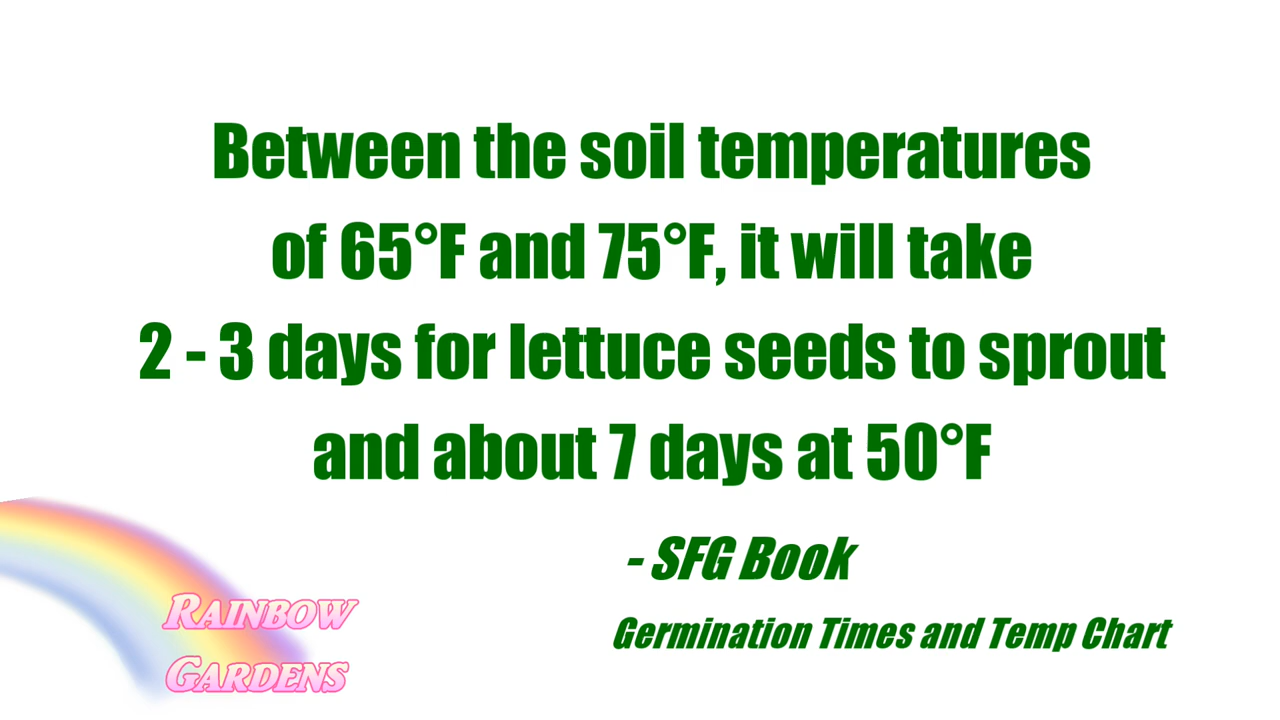 Between the soil temperatures
of 65°F and 75°F, it will take
2 - 3 days for lettuce seeds to sprout
and about 7 days at 50°F
- SFG Book
Germination Times and Temp Chart
RAINBOW
GARDENS